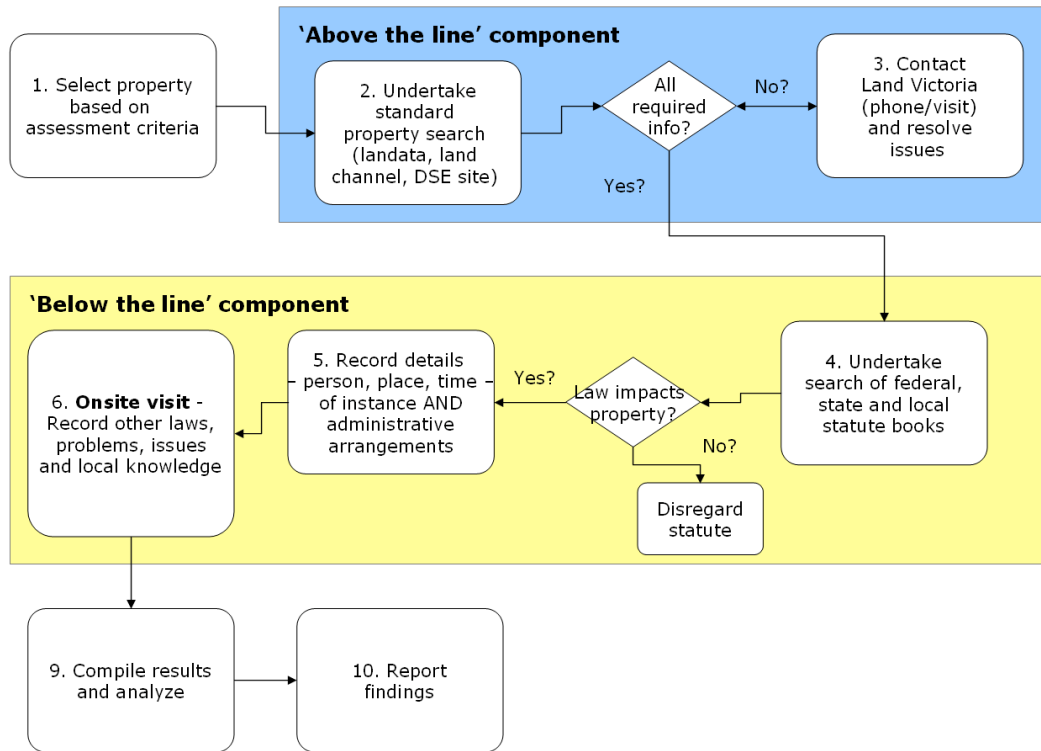 'Above the line' component
1. Select property
based on
assessment criteria
2. Undertake
standard
property search
(landata, land
channel, DSE site)
All
required
info?
No?
3. Contact
Land Victoria
(phone/visit)
and resolve
issues
Yes?
'Below the line' component
4. Undertake
search of federal,
state and local
statute books
Law impacts
property?
Yes?
5. Record details
– person, place, time –
of instance AND
administrative
arrangements
6. Onsite visit -
Record other laws,
problems, issues
and local knowledge
No?
Disregard
statute
9. Compile results
and analyze
10. Report
findings